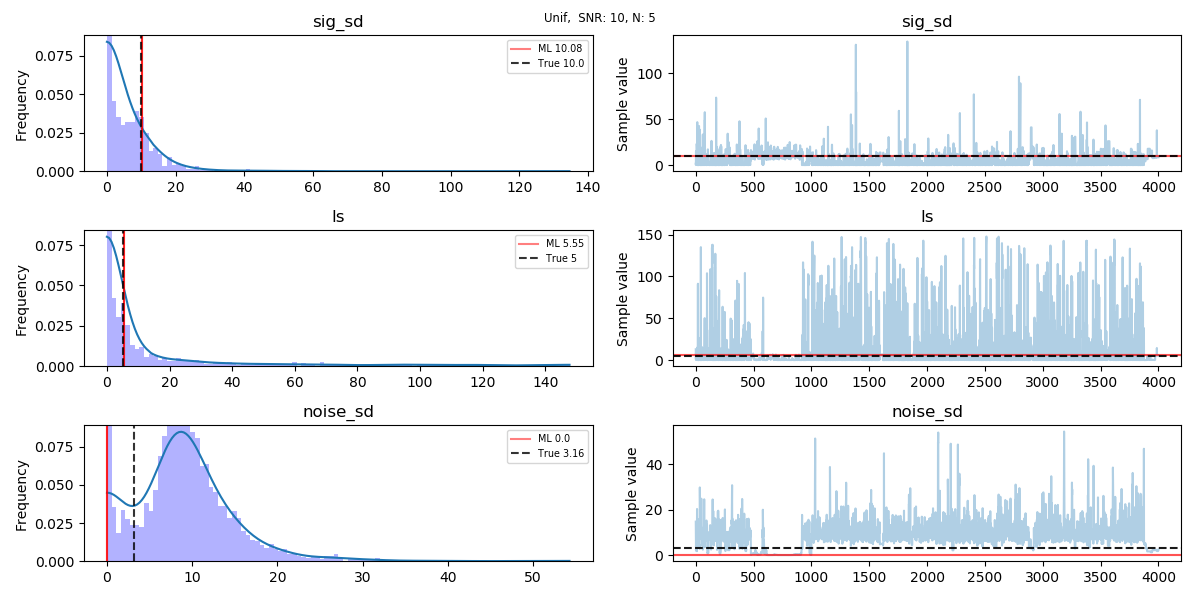 Unif,  SNR: 10, N: 5
sig_sd
Frequency
0.075
0.050
0.025
0.000
0 20 40 60 80 100 120 140
ML 10.08
True 10.0
sig_sd
Sample value
100
50
0
0 500 1000 1500 2000 2500 3000 3500 4000
ls
Frequency
0.075
0.050
0.025
0.000
0 20 40 60 80 100 120 140
ML 5.55
True 5
ls
Sample value
150
100
50
0
0 500 1000 1500 2000 2500 3000 3500 4000
noise_sd
Frequency
0.075
0.050
0.025
0.000
0 10 20 30 40 50
ML 0.0
True 3.16
noise_sd
Sample value
40
20
0
0 500 1000 1500 2000 2500 3000 3500 4000